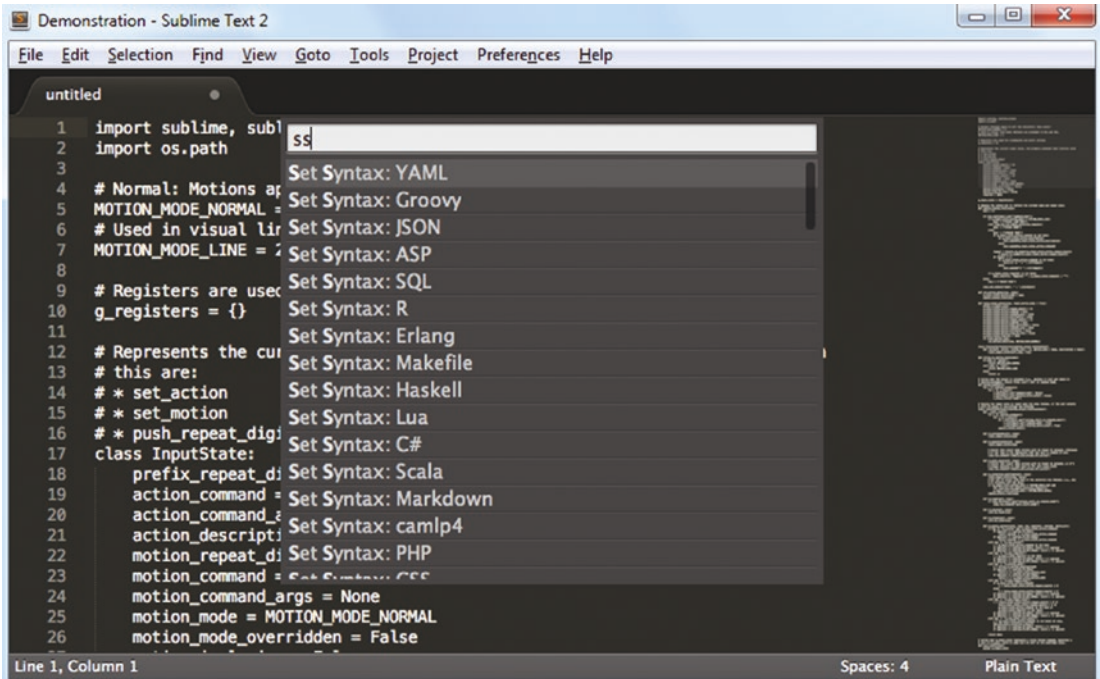 Demonstration - Sublime Text 2
File Edit Selection Find View Goto Tools Project Preferences Help
untitled
ss
1 import sublime, subl
2 import os.path
3
4 # Normal: Motions ap
5 MOTION_MODE_NORMAL =
6 # Used in visual lin
7 MOTION_MODE_LINE = 2
8
9 # Registers are used
10 g_registers = {}
11
12 # Represents the cur
13 # this are:
14 # * set_action
15 # * set_motion
16 # * push_repeat_digi
17 class InputState:
18 prefix_repeat_di
19 action_command =
20 action_command_a
21 action_descripti
22 motion_repeat_di
23 motion_command =
24 motion_command_args = None
25 motion_mode = MOTION_MODE_NORMAL
26 motion_mode_overridden = False
Set Syntax: YAML
Set Syntax: Groovy
Set Syntax: JSON
Set Syntax: ASP
Set Syntax: SQL
Set Syntax: R
Set Syntax: Erlang
Set Syntax: Makefile
Set Syntax: Haskell
Set Syntax: Lua
Set Syntax: C#
Set Syntax: Scala
Set Syntax: Markdown
Set Syntax: camlp4
Set Syntax: PHP
Set Syntax: CSS
Line 1, Column 1 Spaces: 4 Plain Text